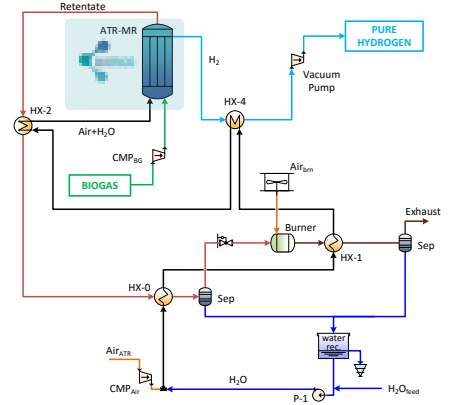 Retentate
ATR-MR
H2
PURE
HYDROGEN
Vacuum
Pump
HX-4
HX-2
Air+H2O
CMPBG
BIOGAS
Airbrn
Burner
Exhaust
Sep
HX-1
HX-0
Sep
water
rec.
AirATR
CMPAir
H2O
P-1
H2Ofeed